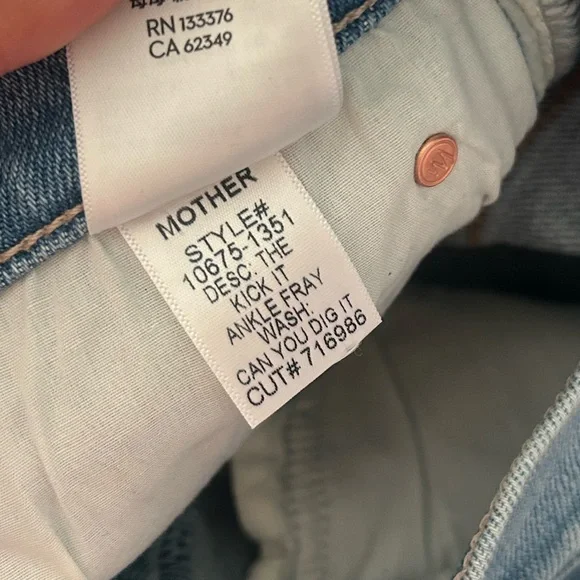 RN 133376
CA 62349
MOTHER
STYLE#
10675-1351
DESC: THE
KICK IT
ANKLE FRAY
WASH:
CAN YOU DIG IT
CUT# 716986
M